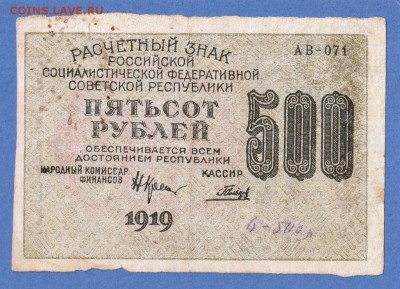 COINS.LAVE.RU
РАСЧЕТНЫЙ ЗНАК
РОССИЙСКОЙ
СОЦИАЛИСТИЧЕСКОЙ ФЕДЕРАТИВНОЙ
СОВЕТСКОЙ РЕСПУБЛИКИ
АВ-071
ПЯТЬСОТ
РУБЛЕЙ
500
ОБЕСПЕЧИВАЕТСЯ ВСЕМ
ДОСТОЯНИЕМ РЕСПУБЛИКИ
НАРОДНЫЙ КОМИССАР
ФИНАНСОВ
КАССИР
1919